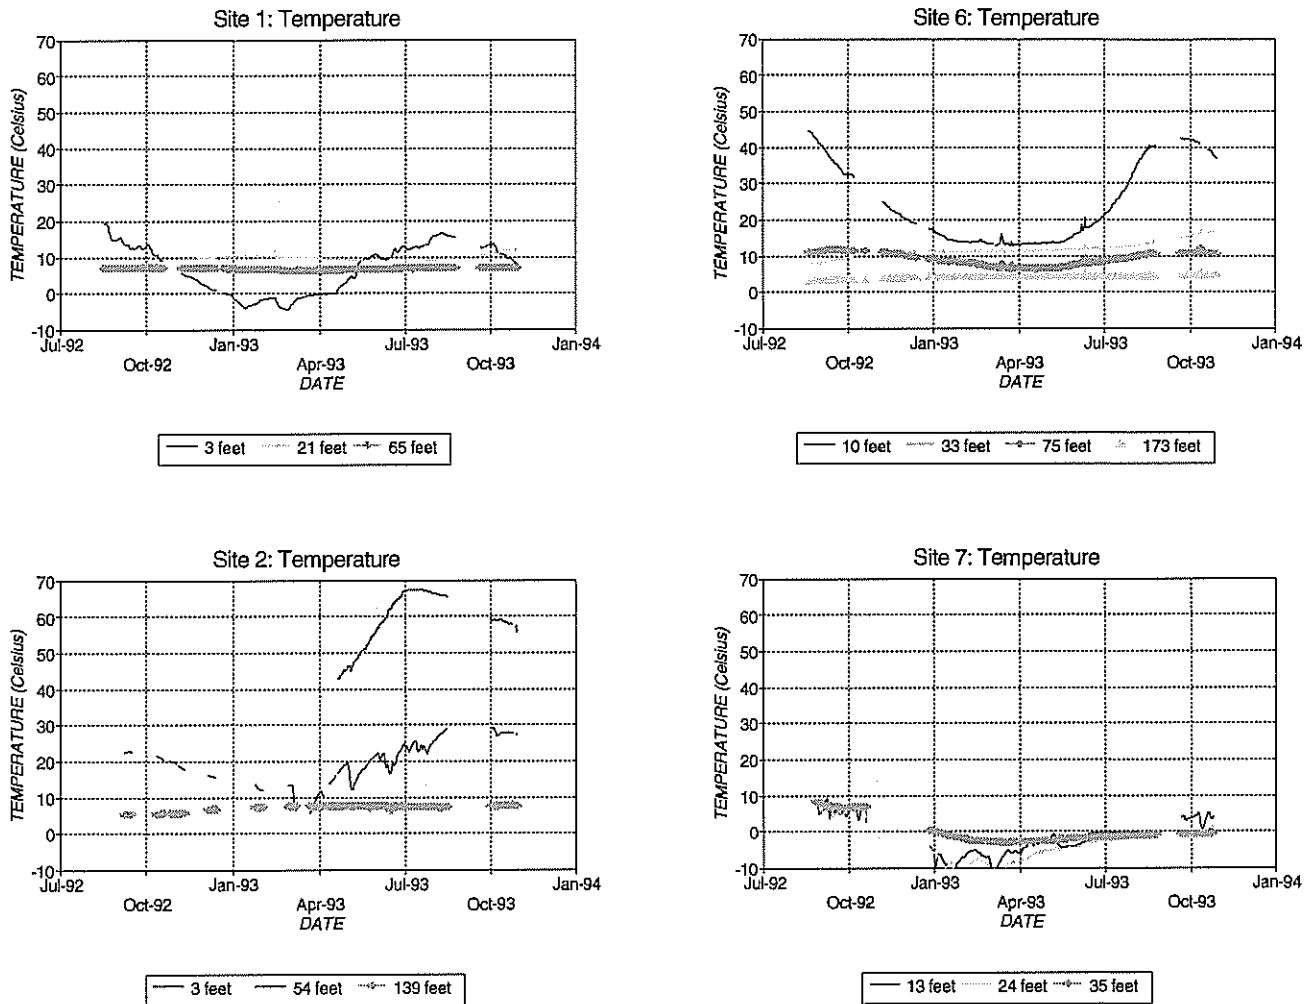 Site 1: Temperature
TEMPERATURE (Celsius)
70
60
50
40
30
20
10
0
-10
Jul-92 Jan-93 Jul-93 Jan-94
Oct-92 Apr-93 Oct-93
DATE
3 feet 21 feet 65 feet
Site 6: Temperature
TEMPERATURE (Celsius)
70
60
50
40
30
20
10
0
-10
Jul-92 Jan-93 Jul-93 Jan-94
Oct-92 Apr-93 Oct-93
DATE
10 feet 33 feet 75 feet 173 feet
Site 2: Temperature
TEMPERATURE (Celsius)
70
60
50
40
30
20
10
0
-10
Jul-92 Jan-93 Jul-93 Jan-94
Oct-92 Apr-93 Oct-93
DATE
3 feet 54 feet 139 feet
Site 7: Temperature
TEMPERATURE (Celsius)
70
60
50
40
30
20
10
0
-10
Jul-92 Jan-93 Jul-93 Jan-94
Oct-92 Apr-93 Oct-93
DATE
13 feet 24 feet 35 feet